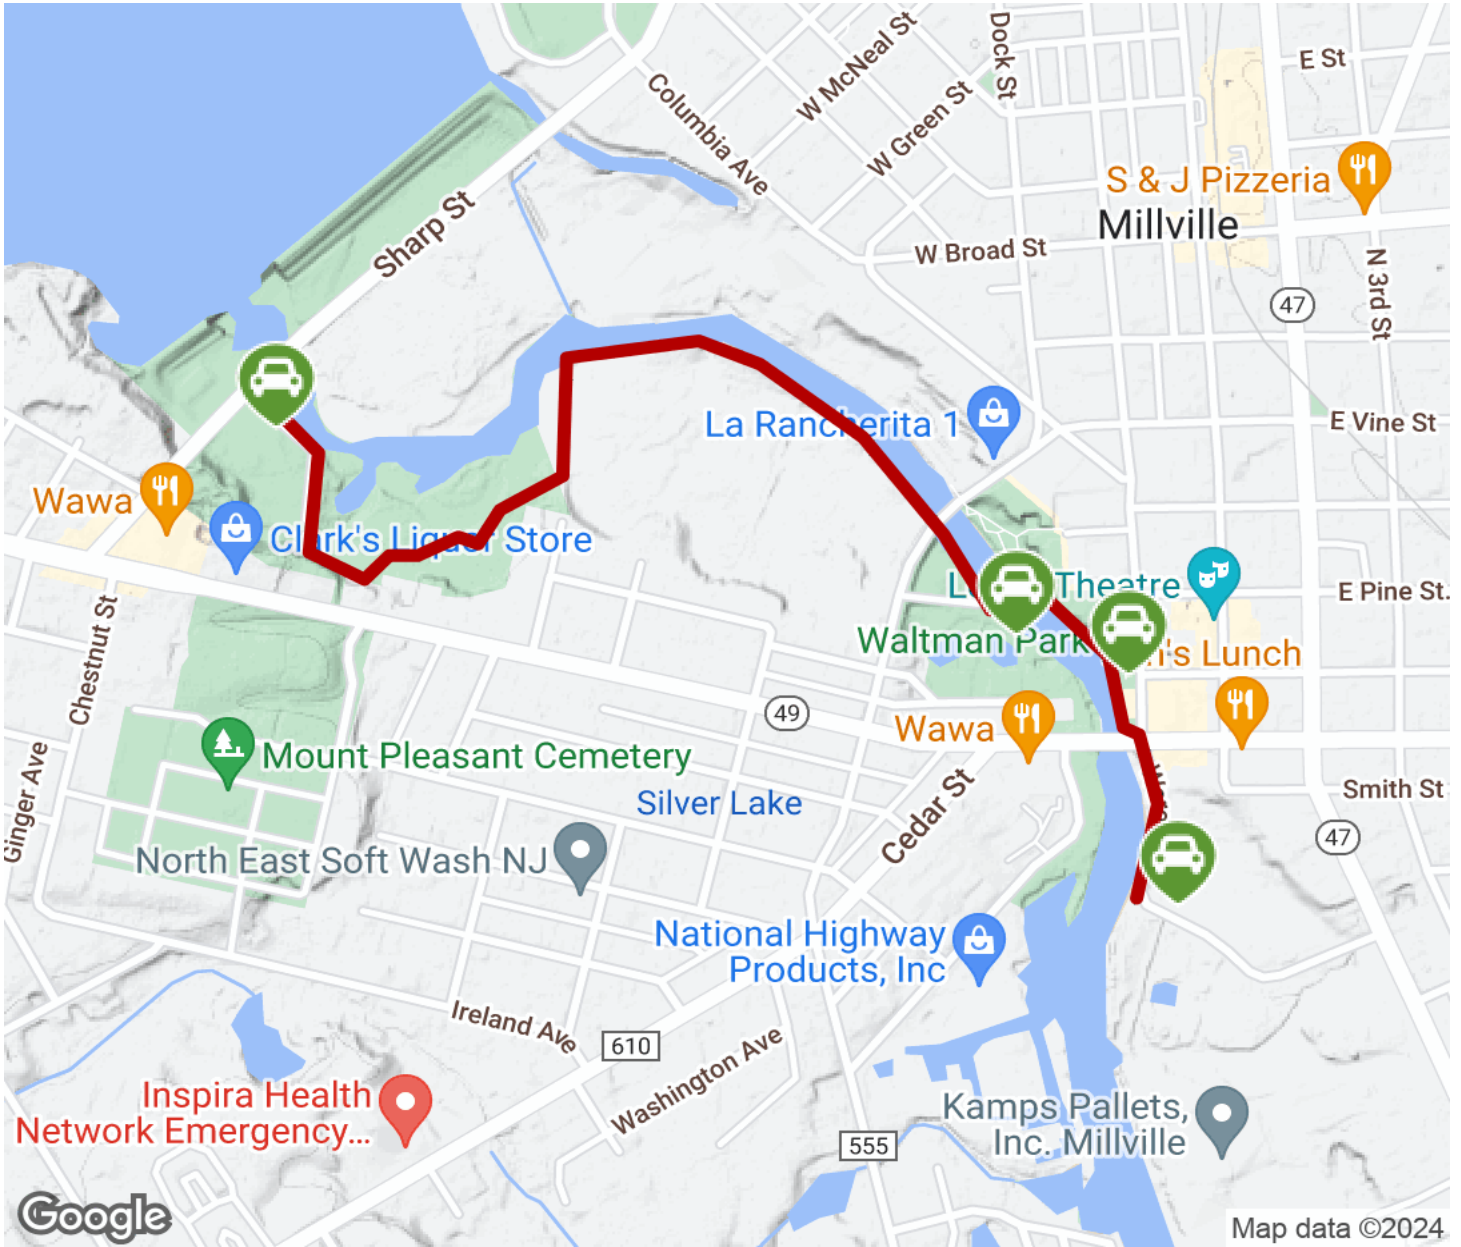 W McNeal St
Dock St
E St
Columbia Ave
W Green St
S & J Pizzeria
Sharp St
Millville
W Broad St
N 3rd St
47
La Rancherita 1
E Vine St
Wawa
Clark's Liquor Store
Theatre
E Pine St.
Chestnut St
Waltman Park
n's Lunch
49
Wawa
Mount Pleasant Cemetery
Silver Lake
Smith St
Ginger Ave
Cedar St
47
North East Soft Wash NJ
National Highway
Products, Inc
Ireland Ave
610
Washington Ave
Inspira Health
Network Emergency...
Kamps Pallets,
Inc. Millville
555
Google
Map data ©2024